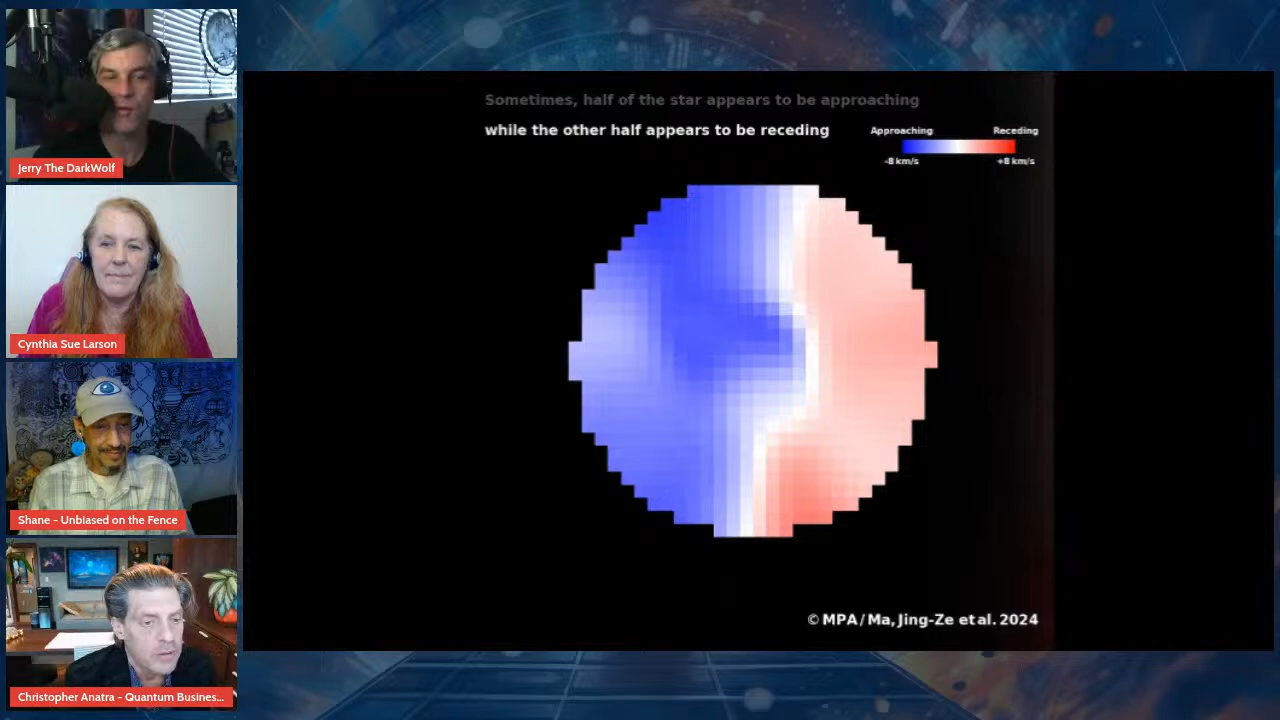 Jerry The DarkWolf
Cynthia Sue Larson
Shane - Unbiased on the Fence
Christopher Anatra - Quantum Busines...
Sometimes, half of the star appears to be approaching
while the other half appears to be receding
Approaching Receding
-8 km/s +8 km/s
© MPA / Ma, Jing-Ze et al. 2024